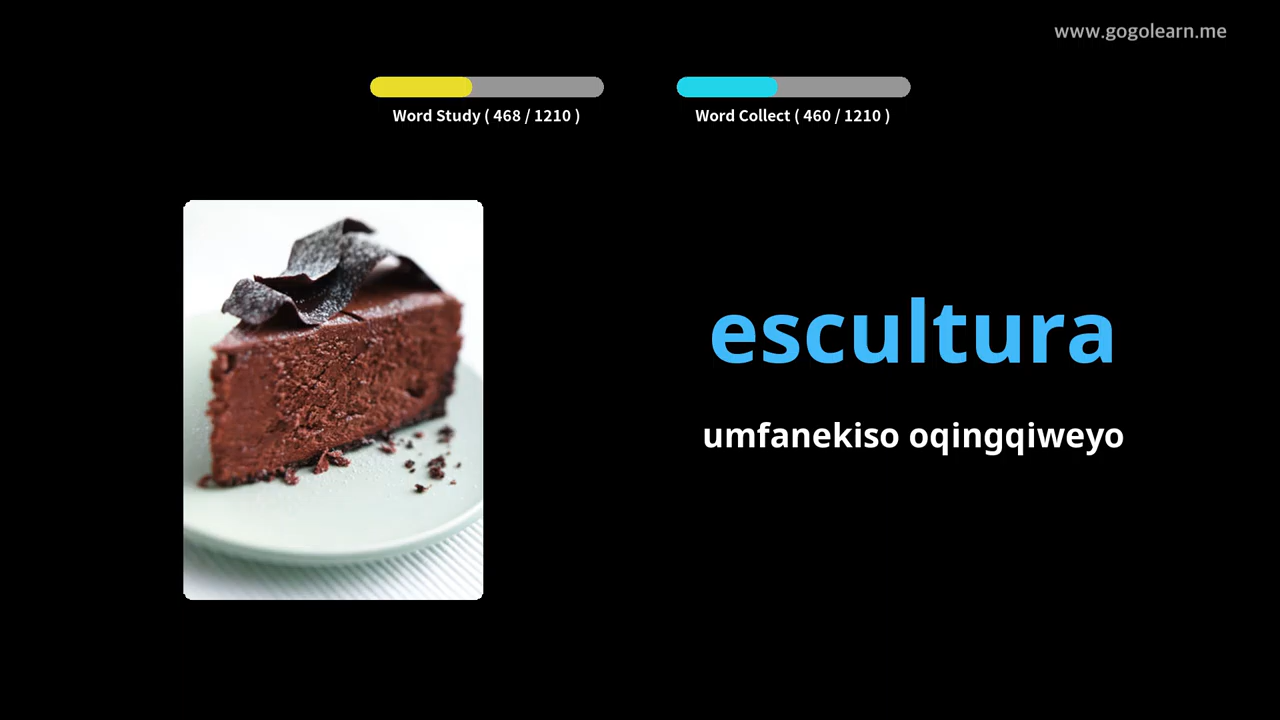 www.gogolearn.me
Word Study ( 468 / 1210 )
Word Collect ( 460 / 1210 )
escultura
umfanekiso oqingqiweyo